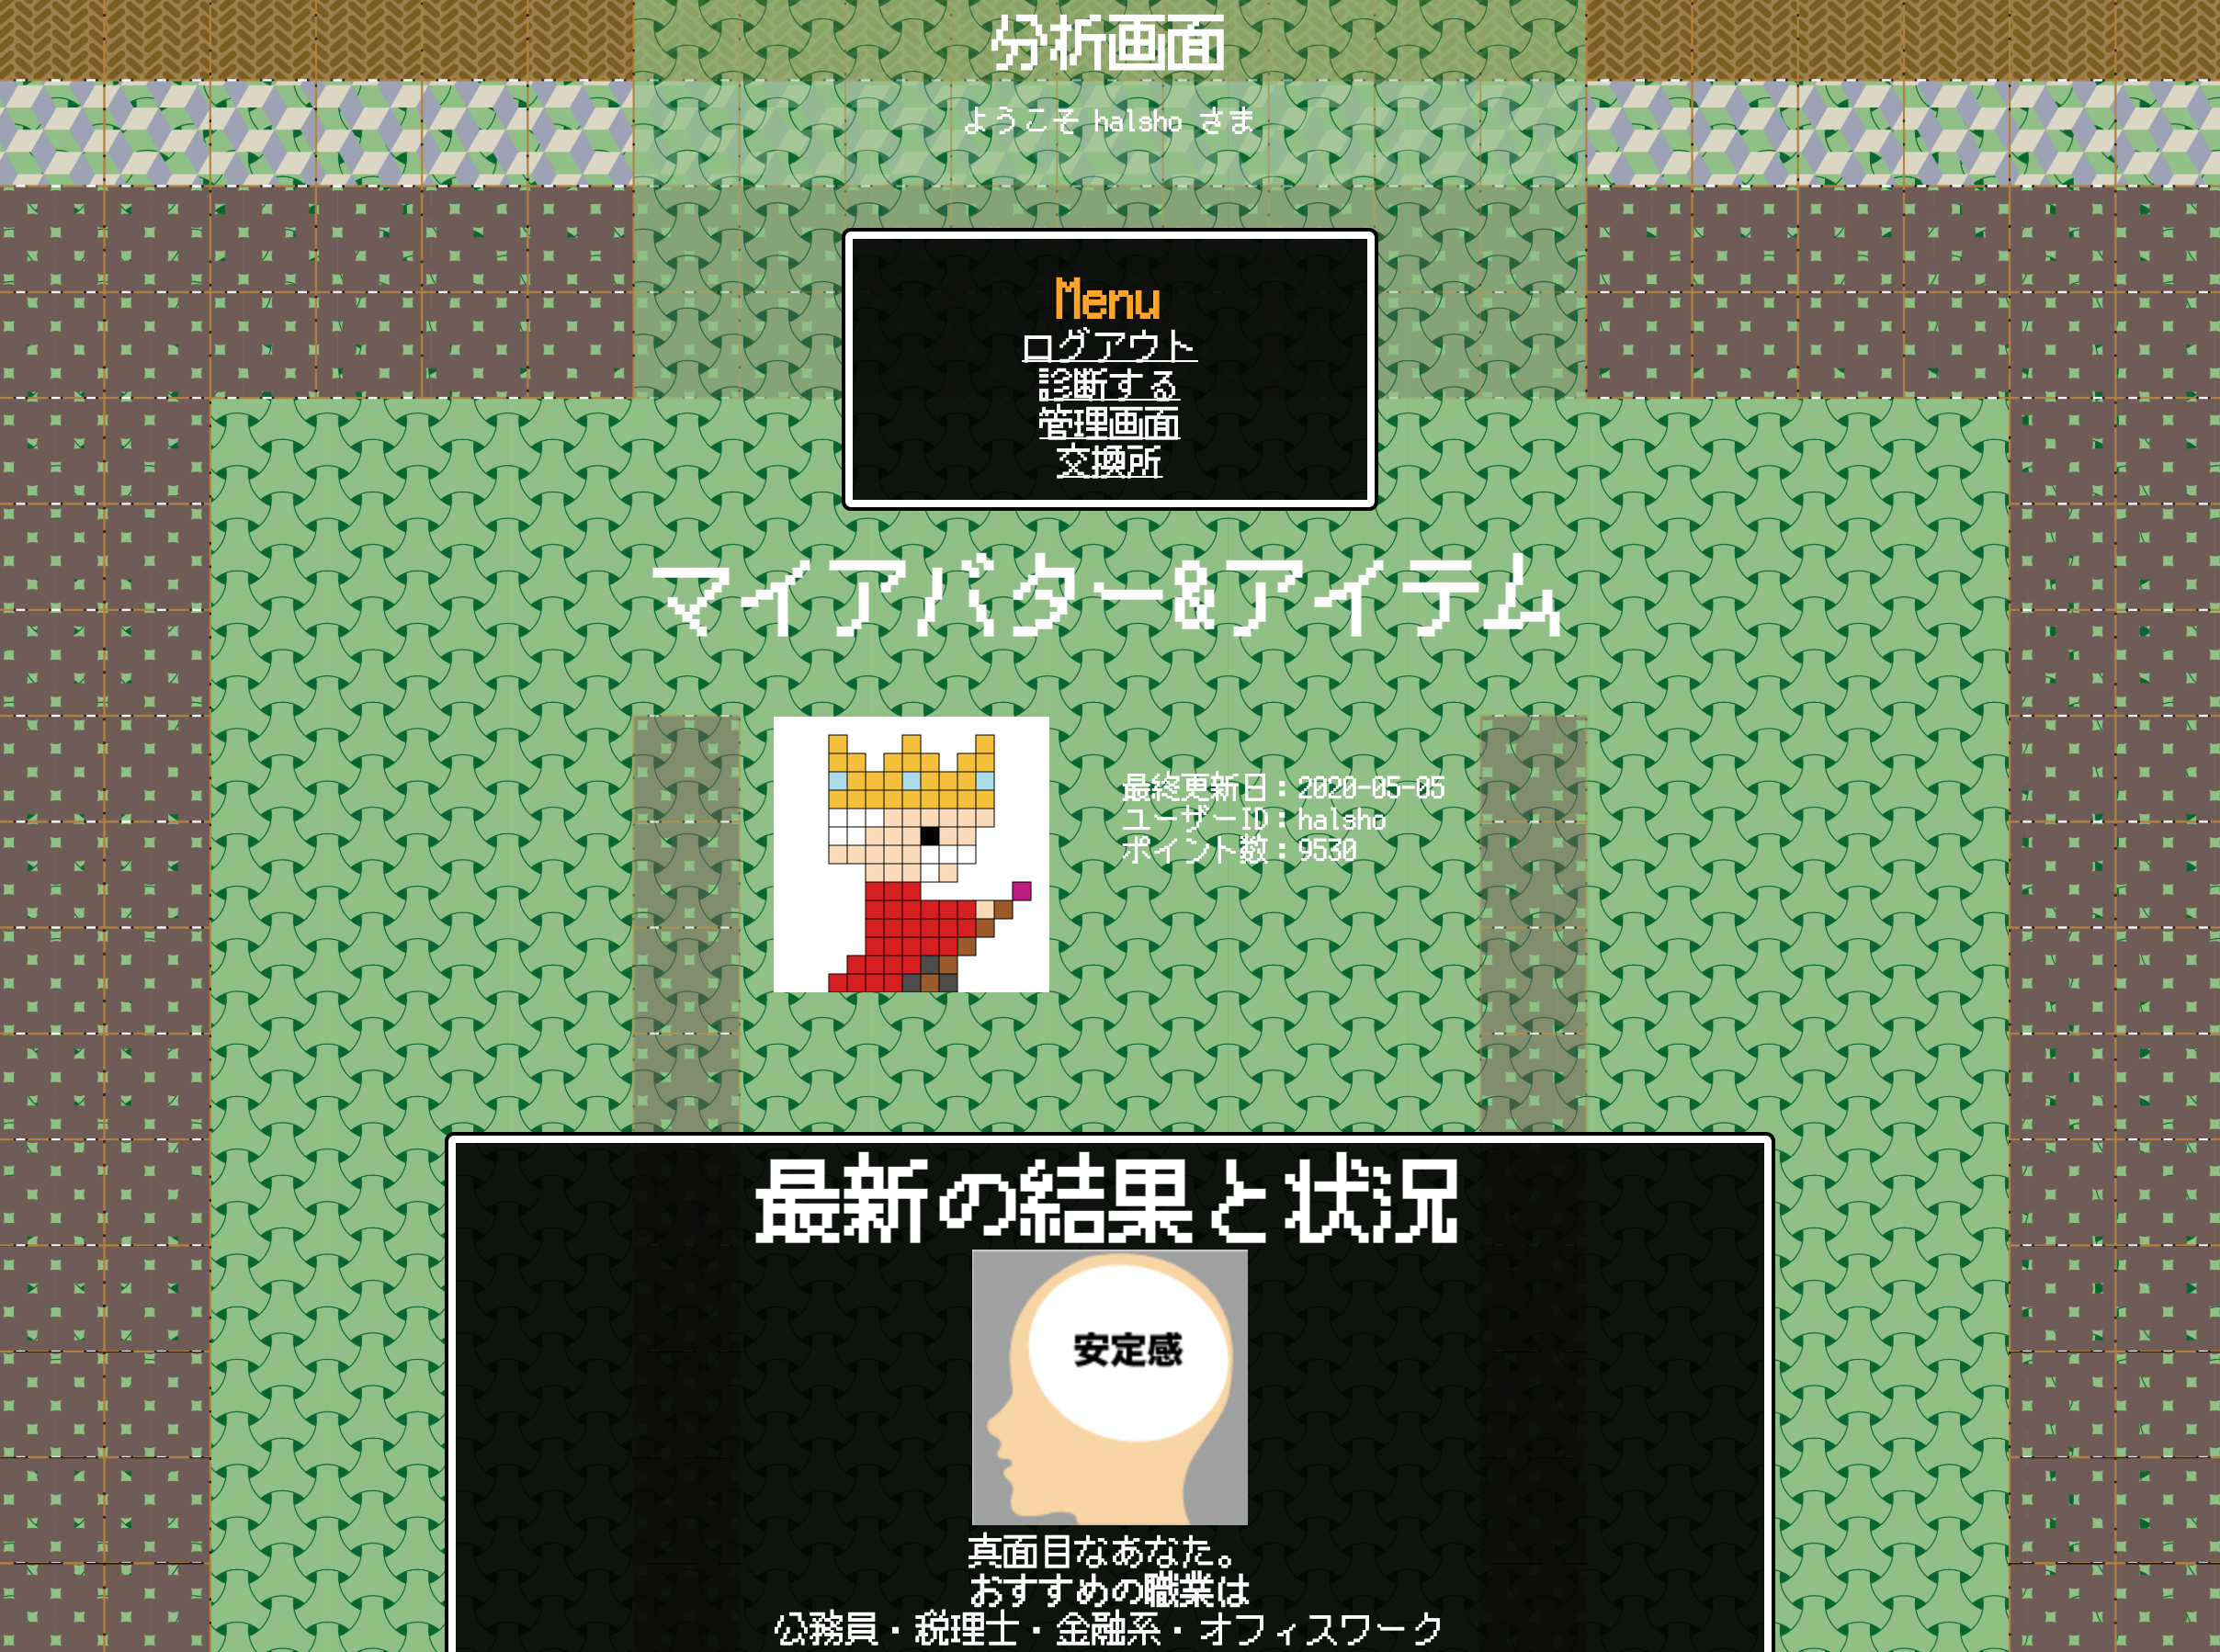 分析画面
ようこそ halsho さま
Menu
ログアウト
診断する
管理画面
交換所
マイアバター&アイテム
最終更新日：2020-05-05
ユーザーID：halsho
ポイント数：9530
最新の結果と状況
安定感
真面目なあなた。
おすすめの職業は
公務員・税理士・金融系・オフィスワーク